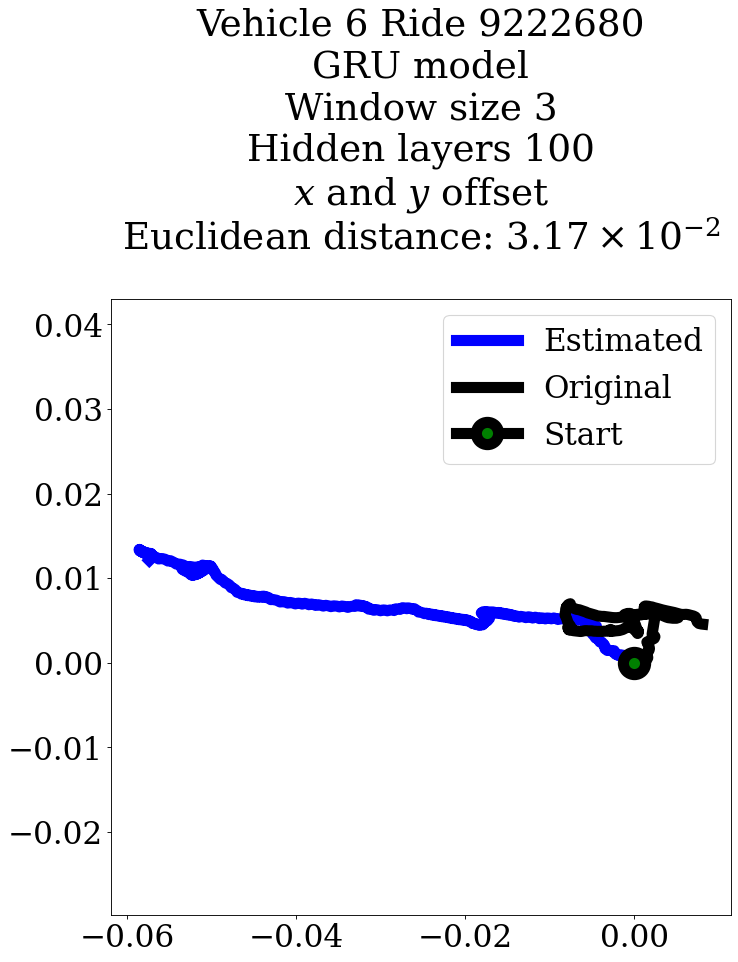 Vehicle 6 Ride 9222680
GRU model
Window size 3
Hidden layers 100
x and y offset
Euclidean distance: 3.17 × 10⁻²
Estimated
Original
Start
0.04
0.03
0.02
0.01
0.00
−0.01
−0.02
−0.06 −0.04 −0.02 0.00